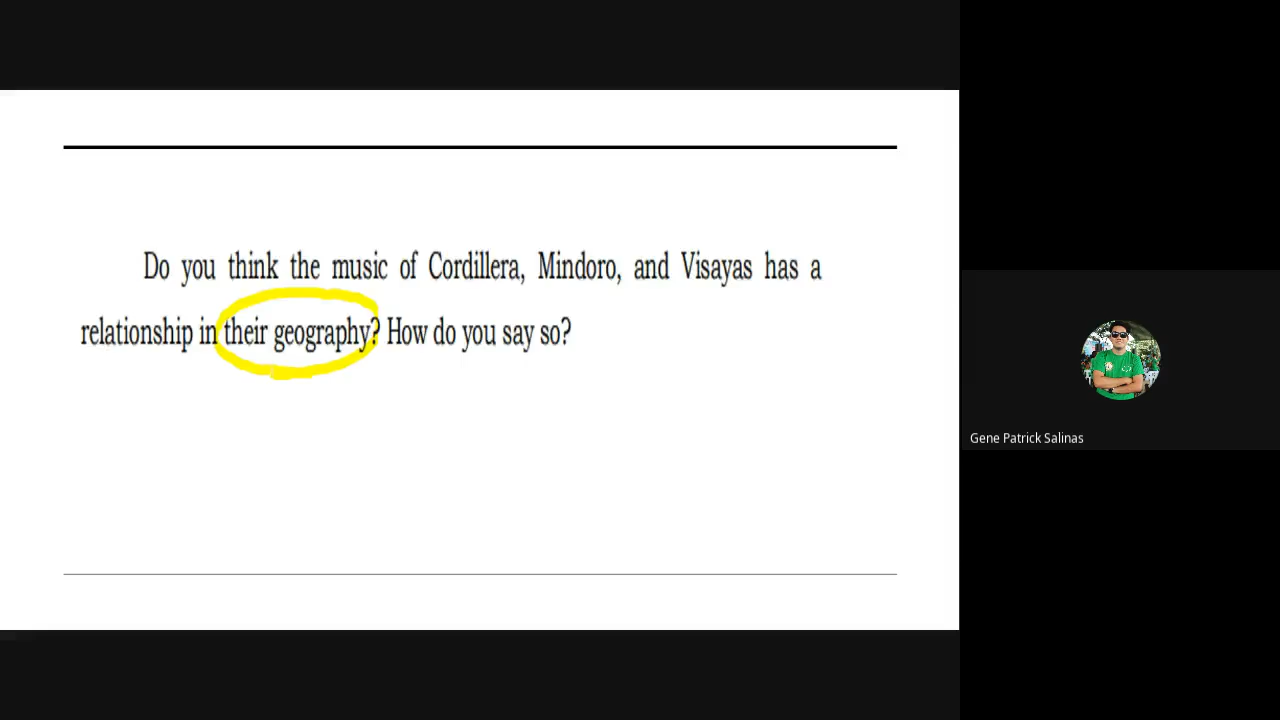 Do you think the music of Cordillera, Mindoro, and Visayas has a
relationship in their geography? How do you say so?
Gene Patrick Salinas